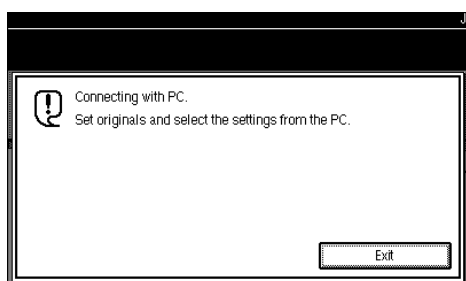 Connecting with PC.
Set originals and select the settings from the PC.
Exit